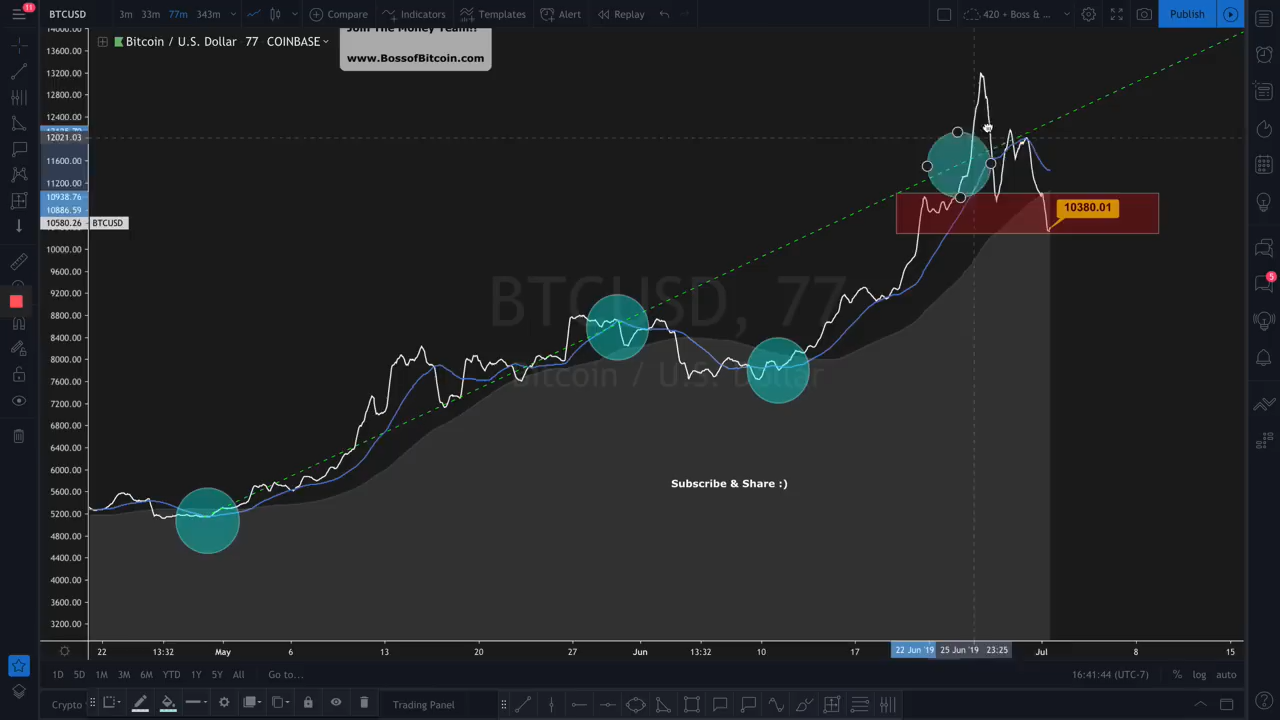 11
BTCUSD
3m 33m 77m 343m
Compare
Indicators
Templates
Alert
Replay
420 + Boss & ...
Publish
Bitcoin / U.S. Dollar 77 COINBASE
Join The Money Team!!
www.BossofBitcoin.com
14000.00
13600.00
13200.00
12800.00
12400.00
12021.03
11600.00
11200.00
10938.76
10886.59
10580.26 BTCUSD
10000.00
9600.00
9200.00
8800.00
8400.00
8000.00
7600.00
7200.00
6800.00
6400.00
6000.00
5600.00
5200.00
4800.00
4400.00
4000.00
3600.00
3200.00
10380.01
BTCUSD, 77
Bitcoin / U.S. Dollar
Subscribe & Share :)
5
22 13:32 May 6 13 20 27 Jun 13:32 10 17 22 Jun '19 25 Jun '19 23:25 Jul 8 15
1D 5D 1M 3M 6M YTD 1Y 5Y All Go to...
16:41:44 (UTC-7) % log auto
Crypto
Trading Panel